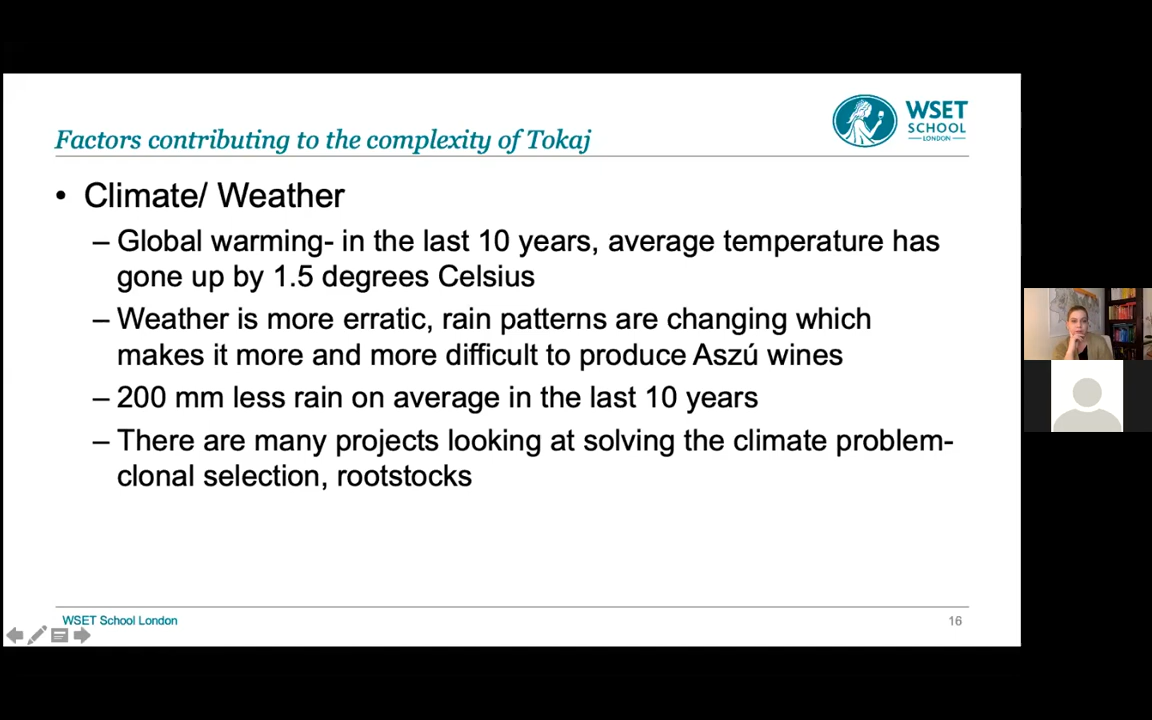 WSET
SCHOOL
LONDON
Factors contributing to the complexity of Tokaj
• Climate/ Weather
– Global warming- in the last 10 years, average temperature has
gone up by 1.5 degrees Celsius
– Weather is more erratic, rain patterns are changing which
makes it more and more difficult to produce Aszú wines
– 200 mm less rain on average in the last 10 years
– There are many projects looking at solving the climate problem-
clonal selection, rootstocks
WSET School London
16